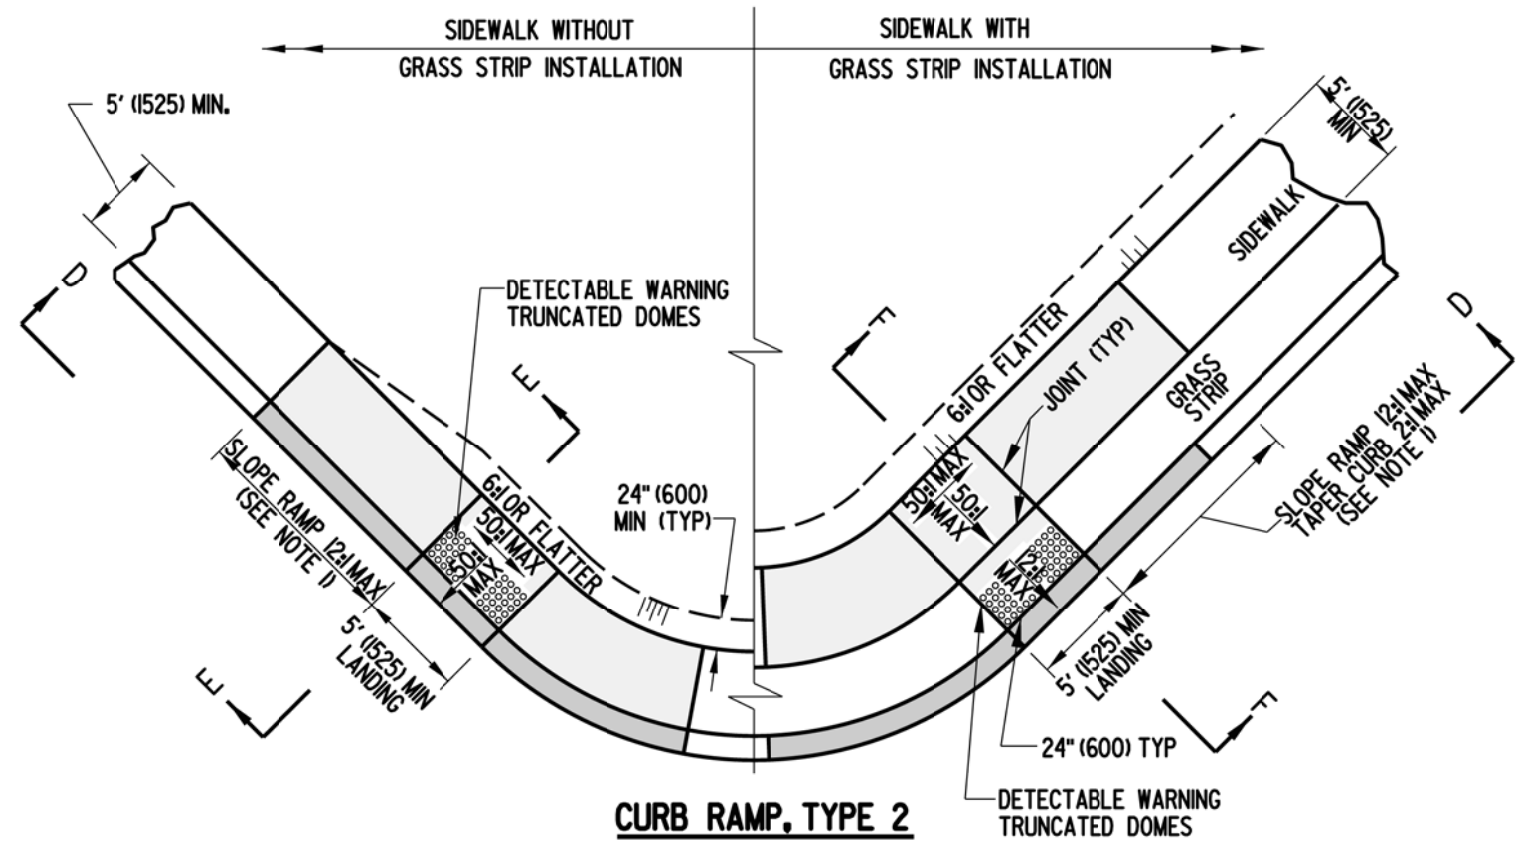 SIDEWALK WITHOUT
GRASS STRIP INSTALLATION
SIDEWALK WITH
GRASS STRIP INSTALLATION
5' (1525) MIN.
5' (1525)
MIN
D
DETECTABLE WARNING
TRUNCATED DOMES
E
F
SIDEWALK
D
6:1 OR FLATTER
JOINT (TYP)
GRASS
STRIP
SLOPE RAMP 12:1 MAX
TAPER CURB 2:1 MAX
(SEE NOTE 1)
SLOPE RAMP 12:1 MAX
(SEE NOTE 1)
6:1 OR FLATTER
50:1 MAX
50:1
MAX
24" (600)
MIN (TYP)
50:1 MAX
50:1
MAX
12:1
MAX
5' (1525) MIN
LANDING
5' (1525) MIN
LANDING
E
F
24" (600) TYP
DETECTABLE WARNING
TRUNCATED DOMES
CURB RAMP, TYPE 2